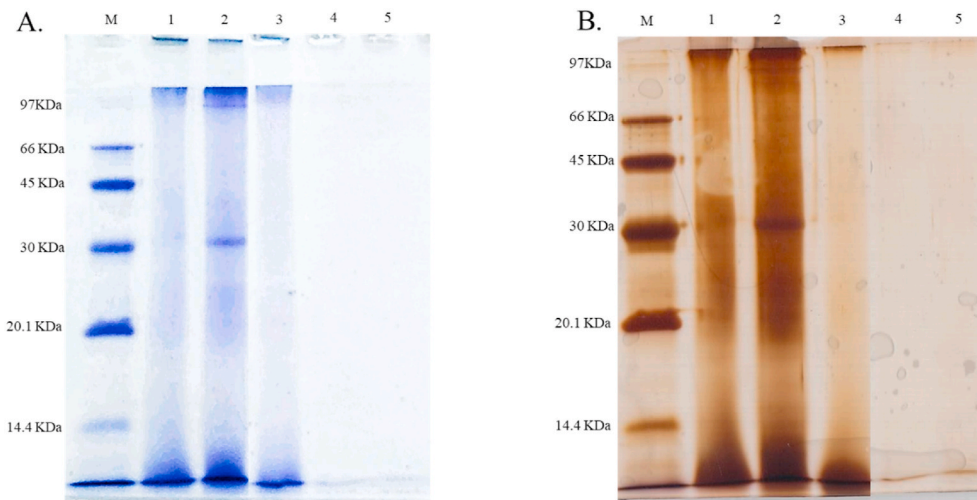 A.
M 1 2 3 4 5
97KDa
66 KDa
45 KDa
30 KDa
20.1 KDa
14.4 KDa
B.
M 1 2 3 4 5
97KDa
66 KDa
45 KDa
30 KDa
20.1 KDa
14.4 KDa